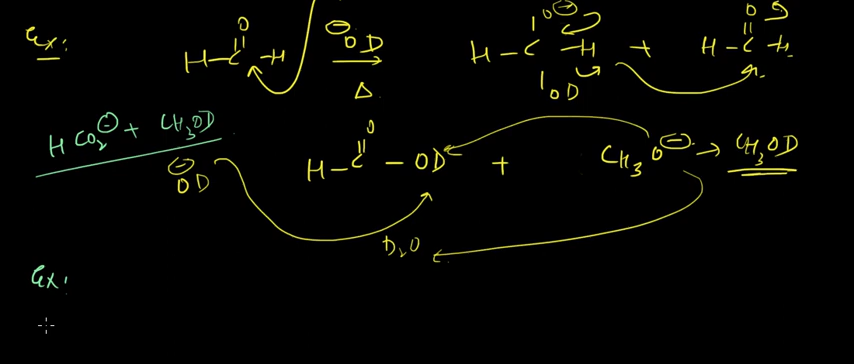 Ex:
O
H-C-H
⊖OD
Δ
O⊖
H-C-H
OD
+
O
H-C-H
HCO₂⊖ + CH₃OD
⊖OD
O
H-C-OD + CH₃O⊖ → CH₃OD
D₂O
Ex: